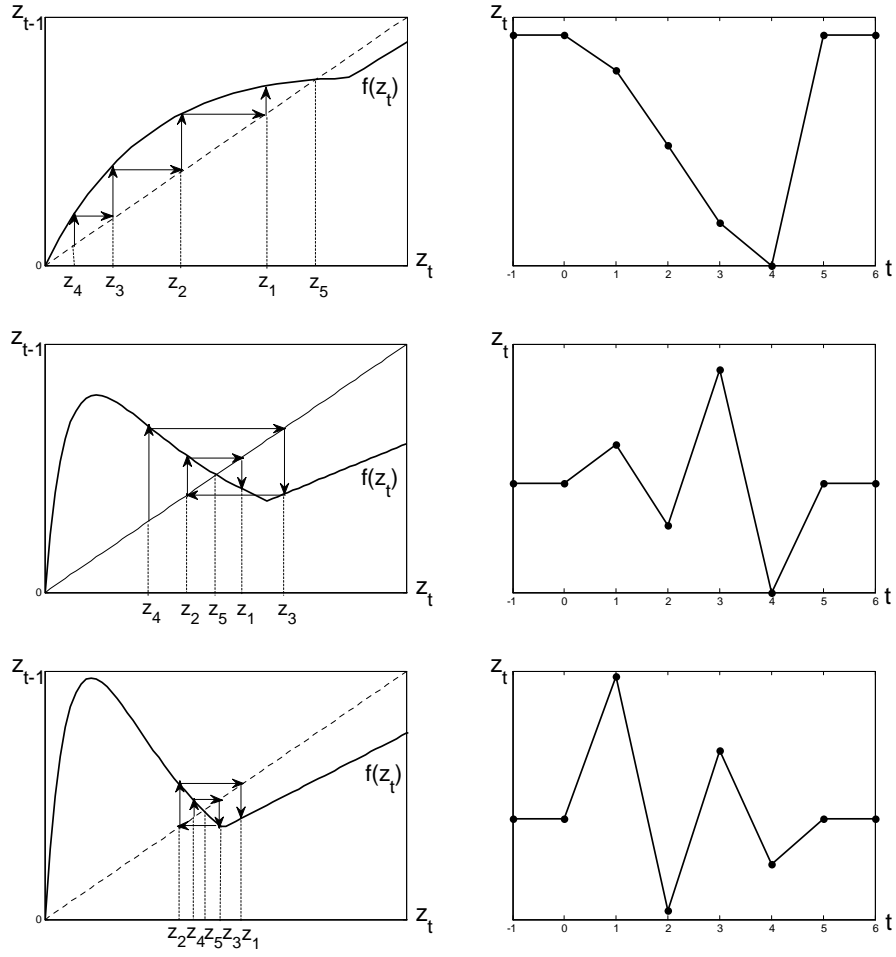 z_{t-1}
f(z_t)
0
z_4 z_3 z_2 z_1 z_5
z_t
z_t
-1 0 1 2 3 4 5 6
t
z_{t-1}
f(z_t)
0
z_4 z_2 z_5 z_1 z_3
z_t
z_t
-1 0 1 2 3 4 5 6
t
z_{t-1}
f(z_t)
0
z_2 z_4 z_5 z_3 z_1
z_t
z_t
-1 0 1 2 3 4 5 6
t